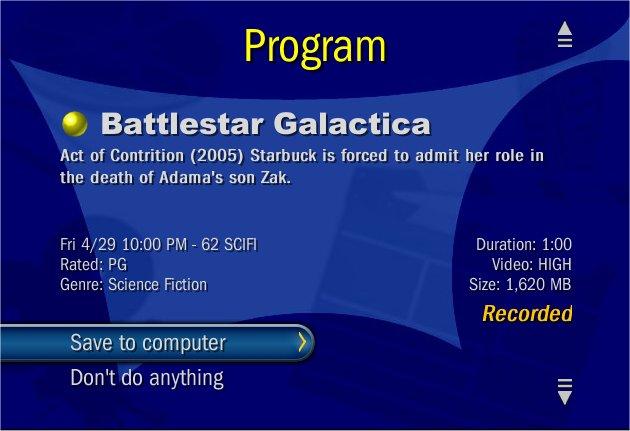 Program
Battlestar Galactica
Act of Contrition (2005) Starbuck is forced to admit her role in
the death of Adama's son Zak.
Fri 4/29 10:00 PM - 62 SCIFI
Duration: 1:00
Rated: PG
Video: HIGH
Genre: Science Fiction
Size: 1,620 MB
Recorded
Save to computer
Don't do anything